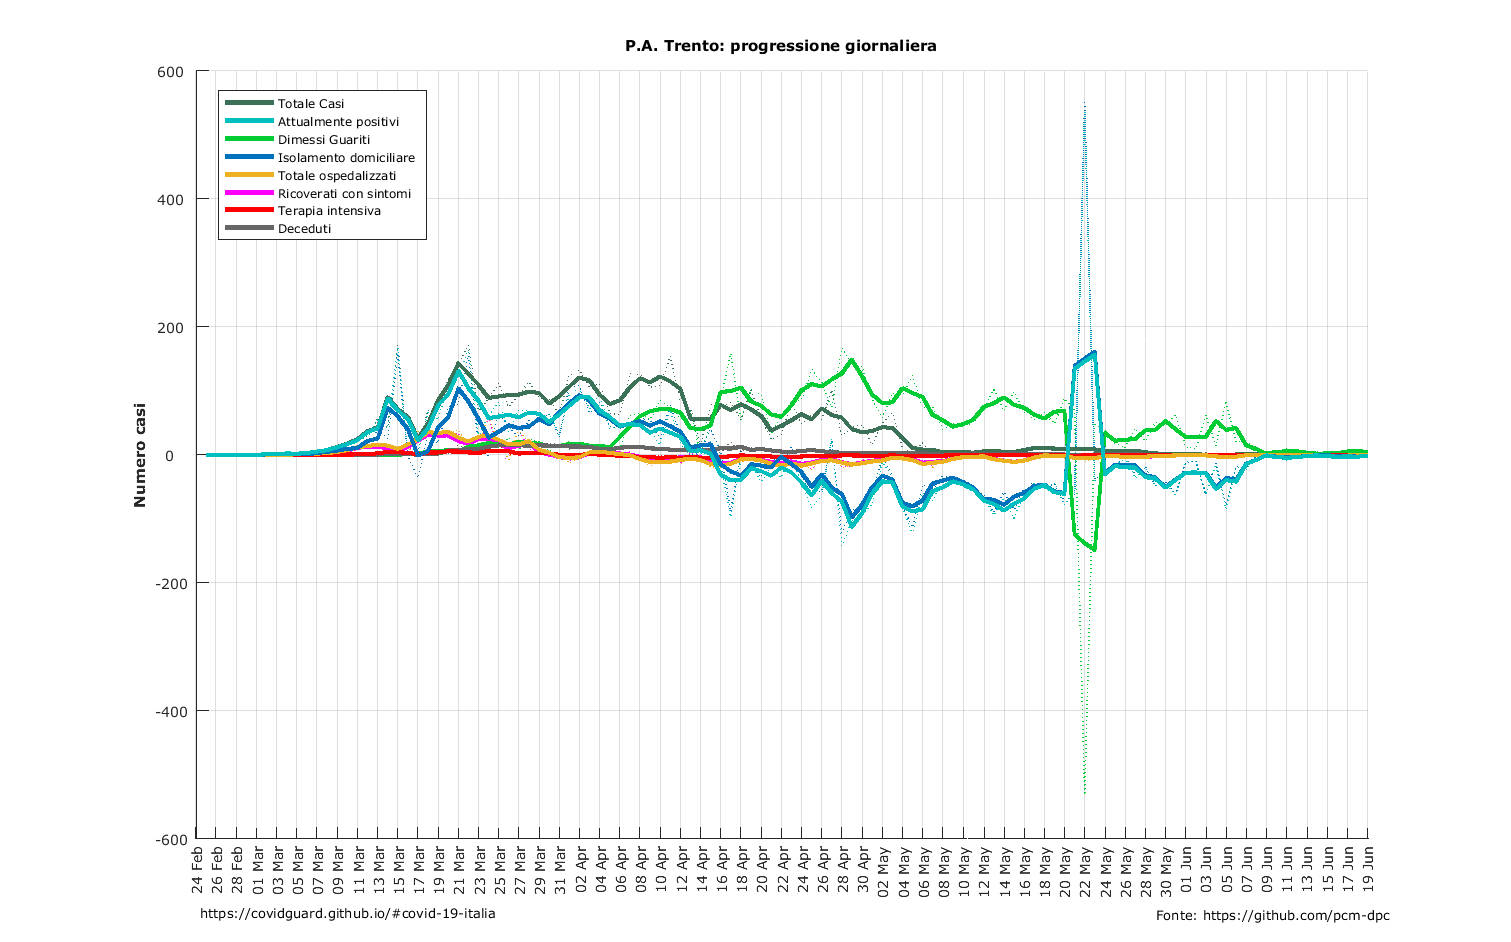 P.A. Trento: progressione giornaliera
600
400
200
0
-200
-400
-600
Numero casi
Totale Casi
Attualmente positivi
Dimessi Guariti
Isolamento domiciliare
Totale ospedalizzati
Ricoverati con sintomi
Terapia intensiva
Deceduti
24 Feb
26 Feb
28 Feb
01 Mar
03 Mar
05 Mar
07 Mar
09 Mar
11 Mar
13 Mar
15 Mar
17 Mar
19 Mar
21 Mar
23 Mar
25 Mar
27 Mar
29 Mar
31 Mar
02 Apr
04 Apr
06 Apr
08 Apr
10 Apr
12 Apr
14 Apr
16 Apr
18 Apr
20 Apr
22 Apr
24 Apr
26 Apr
28 Apr
30 Apr
02 May
04 May
06 May
08 May
10 May
12 May
14 May
16 May
18 May
20 May
22 May
24 May
26 May
28 May
30 May
01 Jun
03 Jun
05 Jun
07 Jun
09 Jun
11 Jun
13 Jun
15 Jun
17 Jun
19 Jun
https://covidguard.github.io/#covid-19-italia
Fonte: https://github.com/pcm-dpc